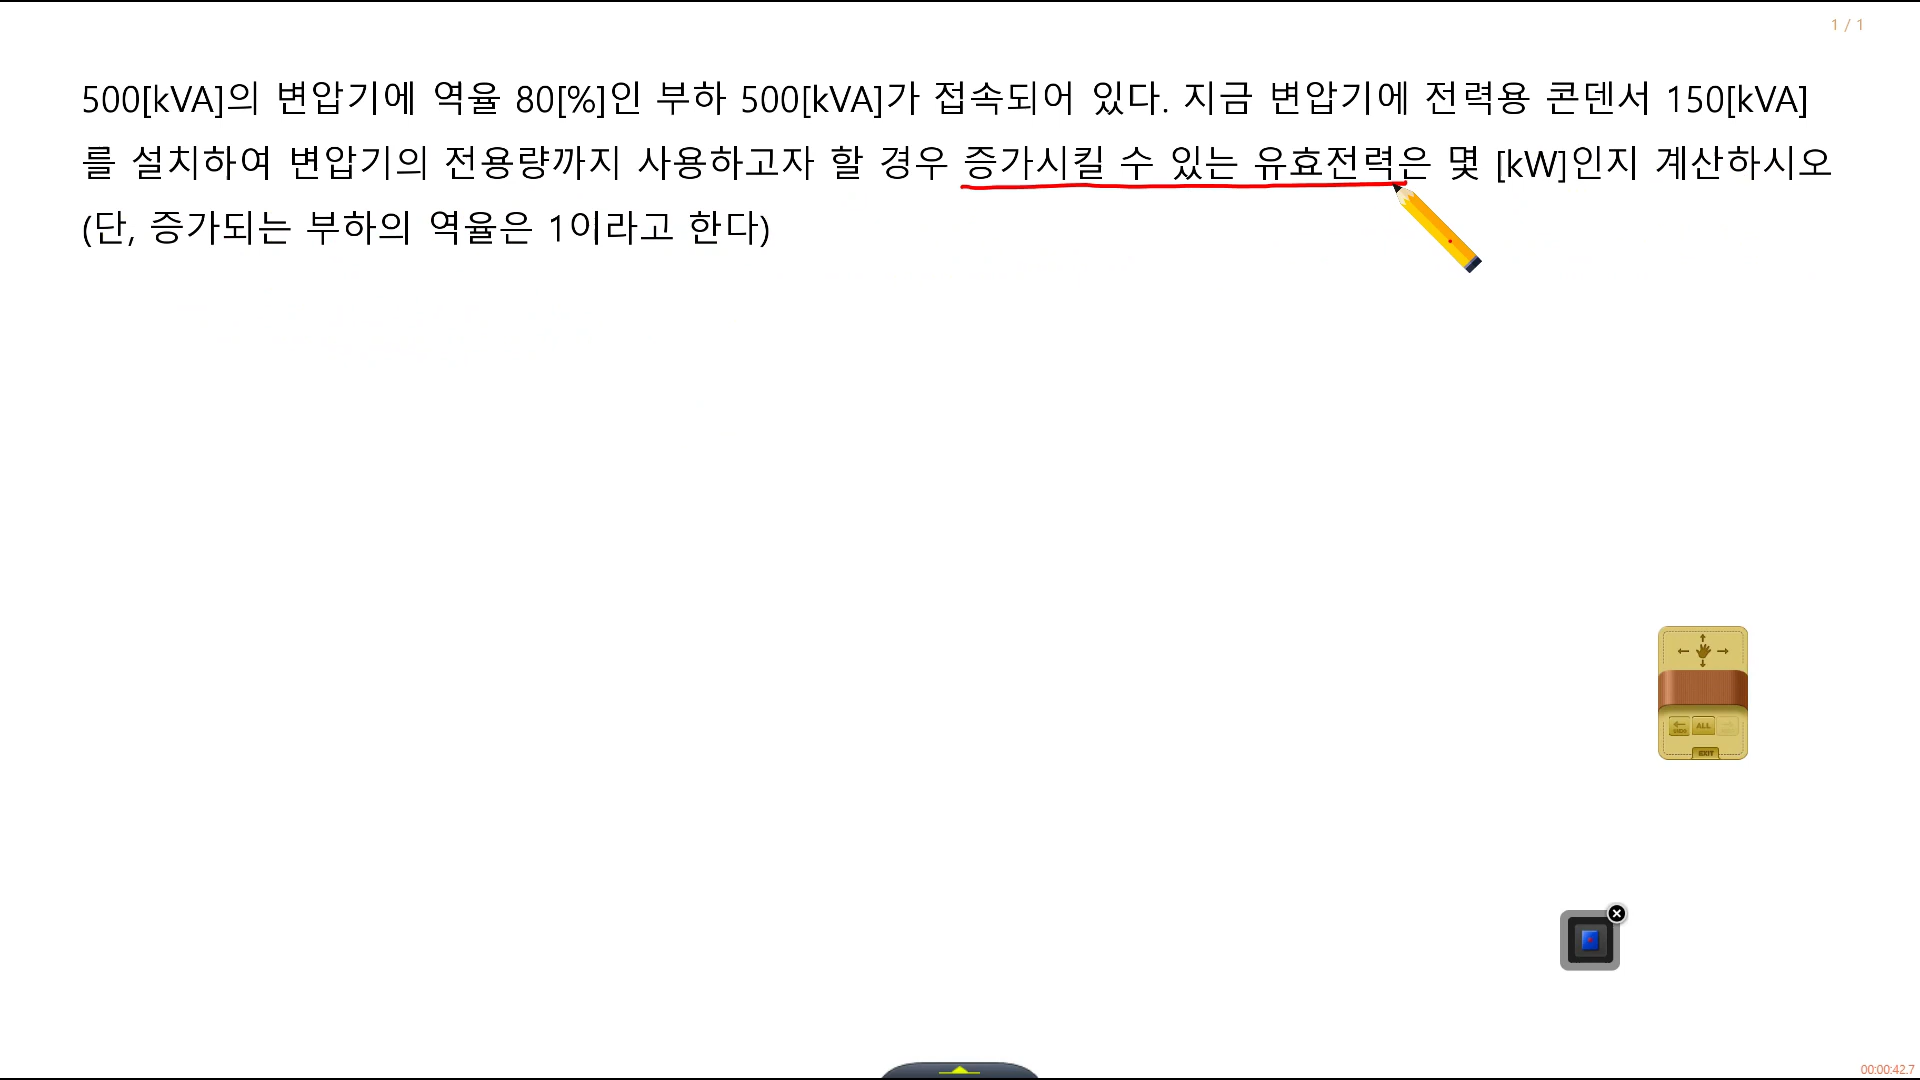 1 / 1
500[kVA]의 변압기에 역율 80[%]인 부하 500[kVA]가 접속되어 있다. 지금 변압기에 전력용 콘덴서 150[kVA]
를 설치하여 변압기의 전용량까지 사용하고자 할 경우 증가시킬 수 있는 유효전력은 몇 [kW]인지 계산하시오
(단, 증가되는 부하의 역율은 1이라고 한다)
UNDO ALL
EXIT
00:00:42.7